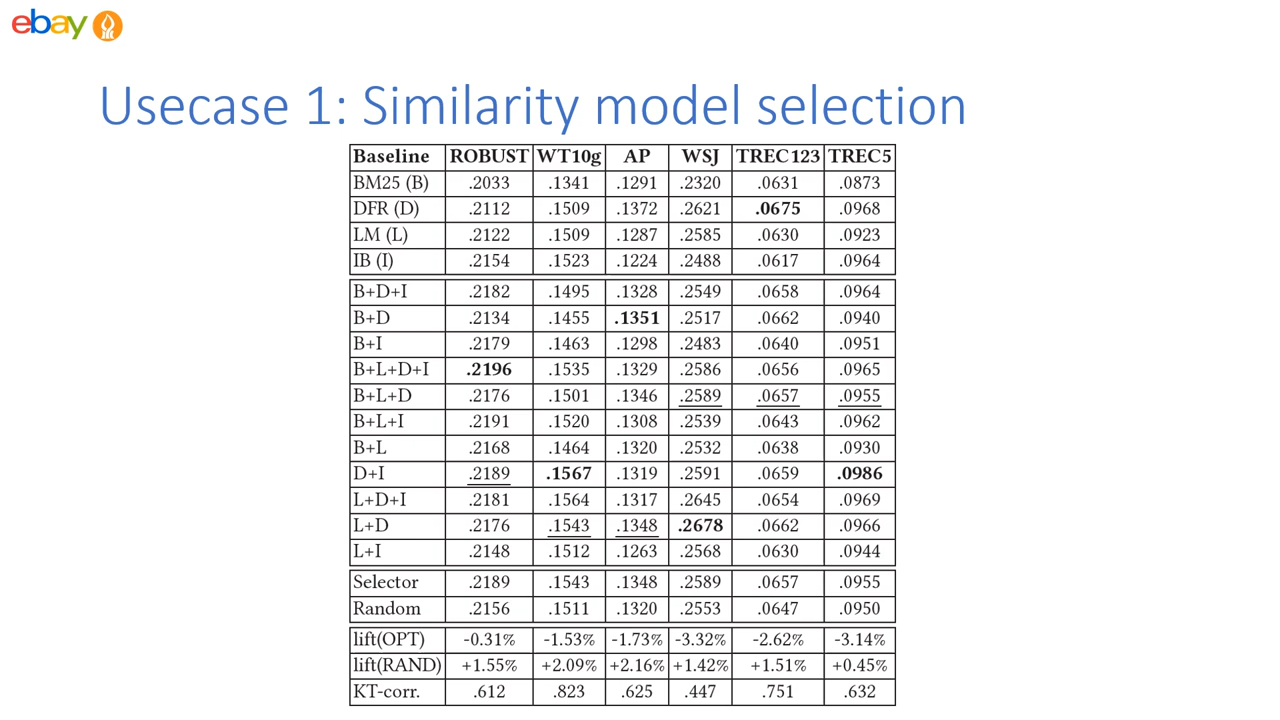 ebay
Usecase 1: Similarity model selection
Baseline ROBUST WT10g AP WSJ TREC123 TREC5
BM25 (B) .2033 .1341 .1291 .2320 .0631 .0873
DFR (D) .2112 .1509 .1372 .2621 .0675 .0968
LM (L) .2122 .1509 .1287 .2585 .0630 .0923
IB (I) .2154 .1523 .1224 .2488 .0617 .0964
B+D+I .2182 .1495 .1328 .2549 .0658 .0964
B+D .2134 .1455 .1351 .2517 .0662 .0940
B+I .2179 .1463 .1298 .2483 .0640 .0951
B+L+D+I .2196 .1535 .1329 .2586 .0656 .0965
B+L+D .2176 .1501 .1346 .2589 .0657 .0955
B+L+I .2191 .1520 .1308 .2539 .0643 .0962
B+L .2168 .1464 .1320 .2532 .0638 .0930
D+I .2189 .1567 .1319 .2591 .0659 .0986
L+D+I .2181 .1564 .1317 .2645 .0654 .0969
L+D .2176 .1543 .1348 .2678 .0662 .0966
L+I .2148 .1512 .1263 .2568 .0630 .0944
Selector .2189 .1543 .1348 .2589 .0657 .0955
Random .2156 .1511 .1320 .2553 .0647 .0950
lift(OPT) -0.31% -1.53% -1.73% -3.32% -2.62% -3.14%
lift(RAND) +1.55% +2.09% +2.16% +1.42% +1.51% +0.45%
KT-corr. .612 .823 .625 .447 .751 .632